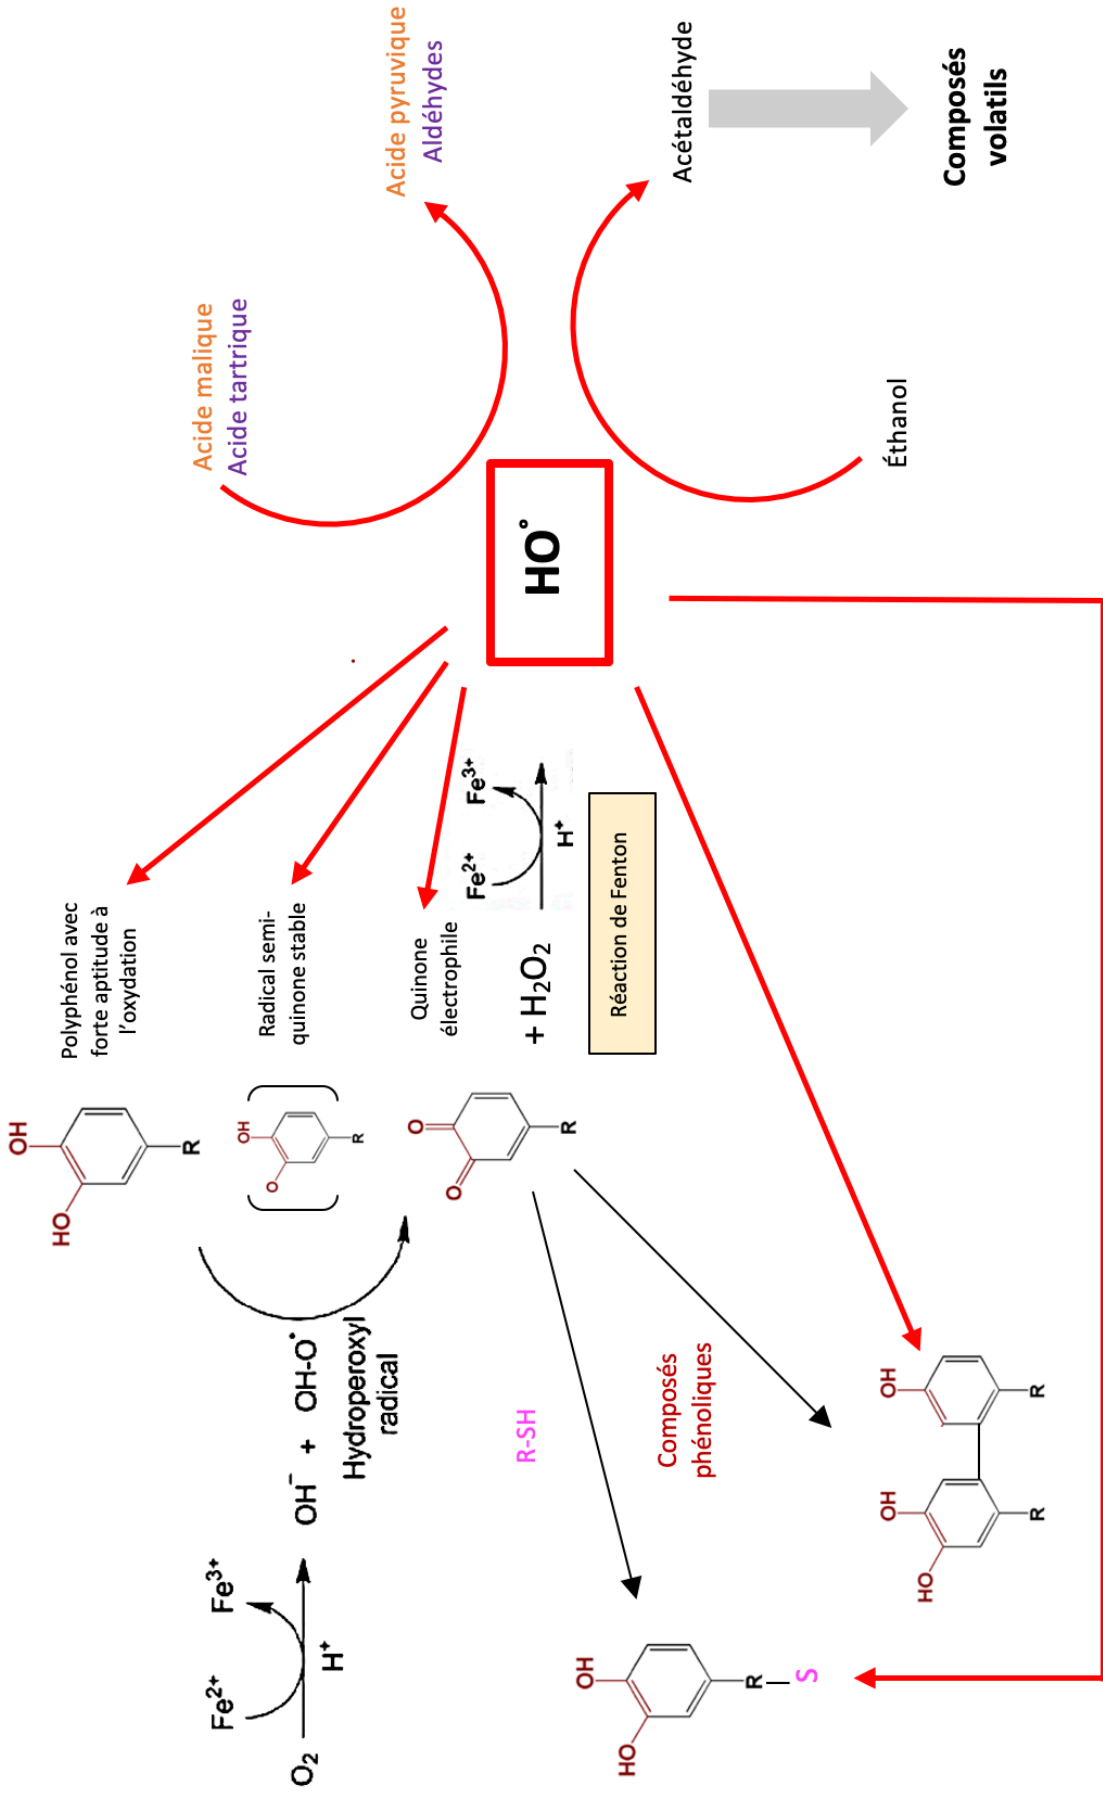 O₂
Fe²⁺
Fe³⁺
H⁺
OH⁻ + OH-O•
Hydroperoxyl
radical
HO
OH
R
Polyphénol avec
forte aptitude à
l'oxydation
OH
O
R
Radical semi-
quinone stable
O
O
R
Quinone
électrophile
+ H₂O₂
Fe²⁺
Fe³⁺
H⁺
Réaction de Fenton
HO°
Acide malique
Acide tartrique
Acide pyruvique
Aldéhydes
Éthanol
Acétaldéhyde
Composés
volatils
R-SH
Composés
phénoliques
HO
OH
R
S
HO
OH
R
OH
R